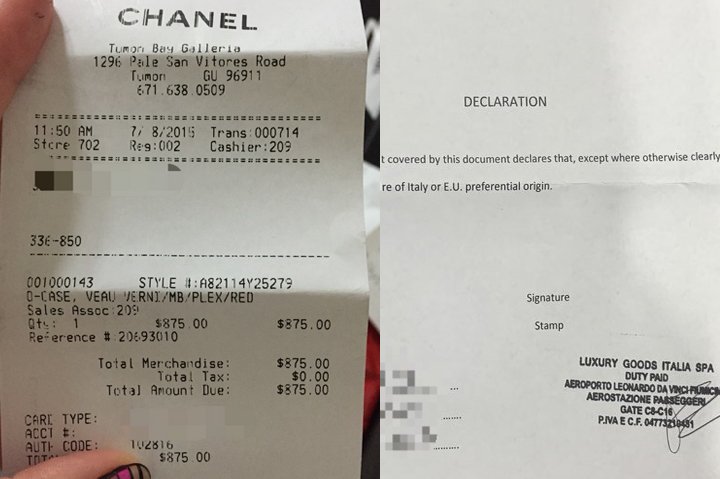 CHANEL
Tumon Bay Galleria
1296 Pale San Vitores Road
Tumon GU 96911
671.638.0509
11:50 AM 7/ 8/2015 Trans:000714
Store 702 Reg:002 Cashier:209
336-850
001000143 STYLE #:A82114Y25279
O-CASE, VEAU VERNI/MB/PLEX/RED
Sales Assoc:209
Qty: 1 $875.00 $875.00
Reference #:20693010
Total Merchandise: $875.00
Total Tax: $0.00
Total Amount Due: $875.00
CARD TYPE:
ACCT #:
AUTH CODE: 102816
$875.00
DECLARATION
t covered by this document declares that, except where otherwise clearly
re of Italy or E.U. preferential origin.
Signature
Stamp
LUXURY GOODS ITALIA SPA
DUTY PAID
AEROPORTO LEONARDO DA VINCI-FIUMICI
AEROSTAZIONE PASSEGGERI
GATE C8-C16
P.IVA E C.F.